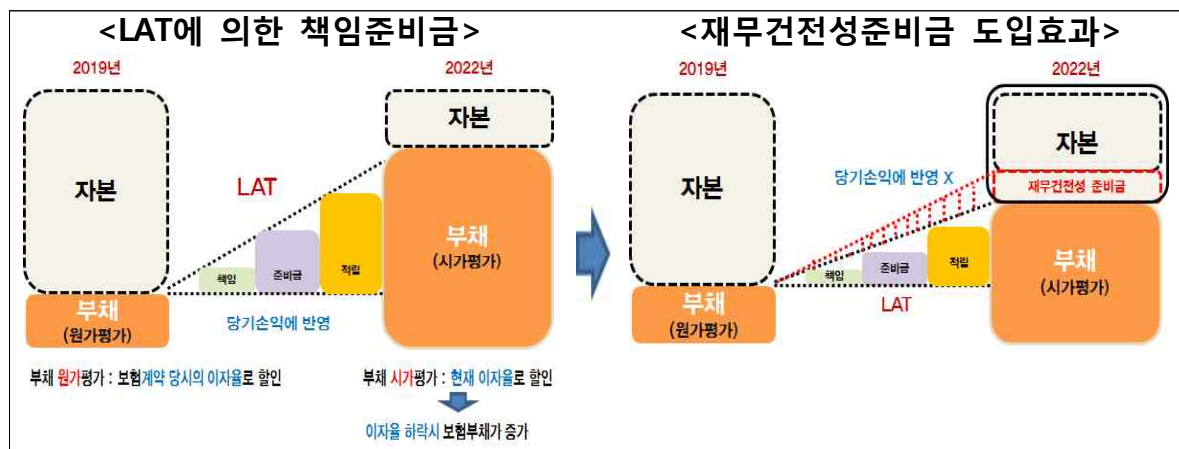 <LAT에 의한 책임준비금>
2019년
2022년
자본
자본
LAT
책임
준비금
적립
부채
(시가평가)
부채
(원가평가)
당기손익에 반영
부채 원가평가 : 보험계약 당시의 이자율로 할인
부채 시가평가 : 현재 이자율로 할인
이자율 하락시 보험부채가 증가
<재무건전성준비금 도입효과>
2019년
2022년
자본
자본
당기손익에 반영 X
재무건전성 준비금
책임
준비금
적립
부채
(시가평가)
부채
(원가평가)
LAT